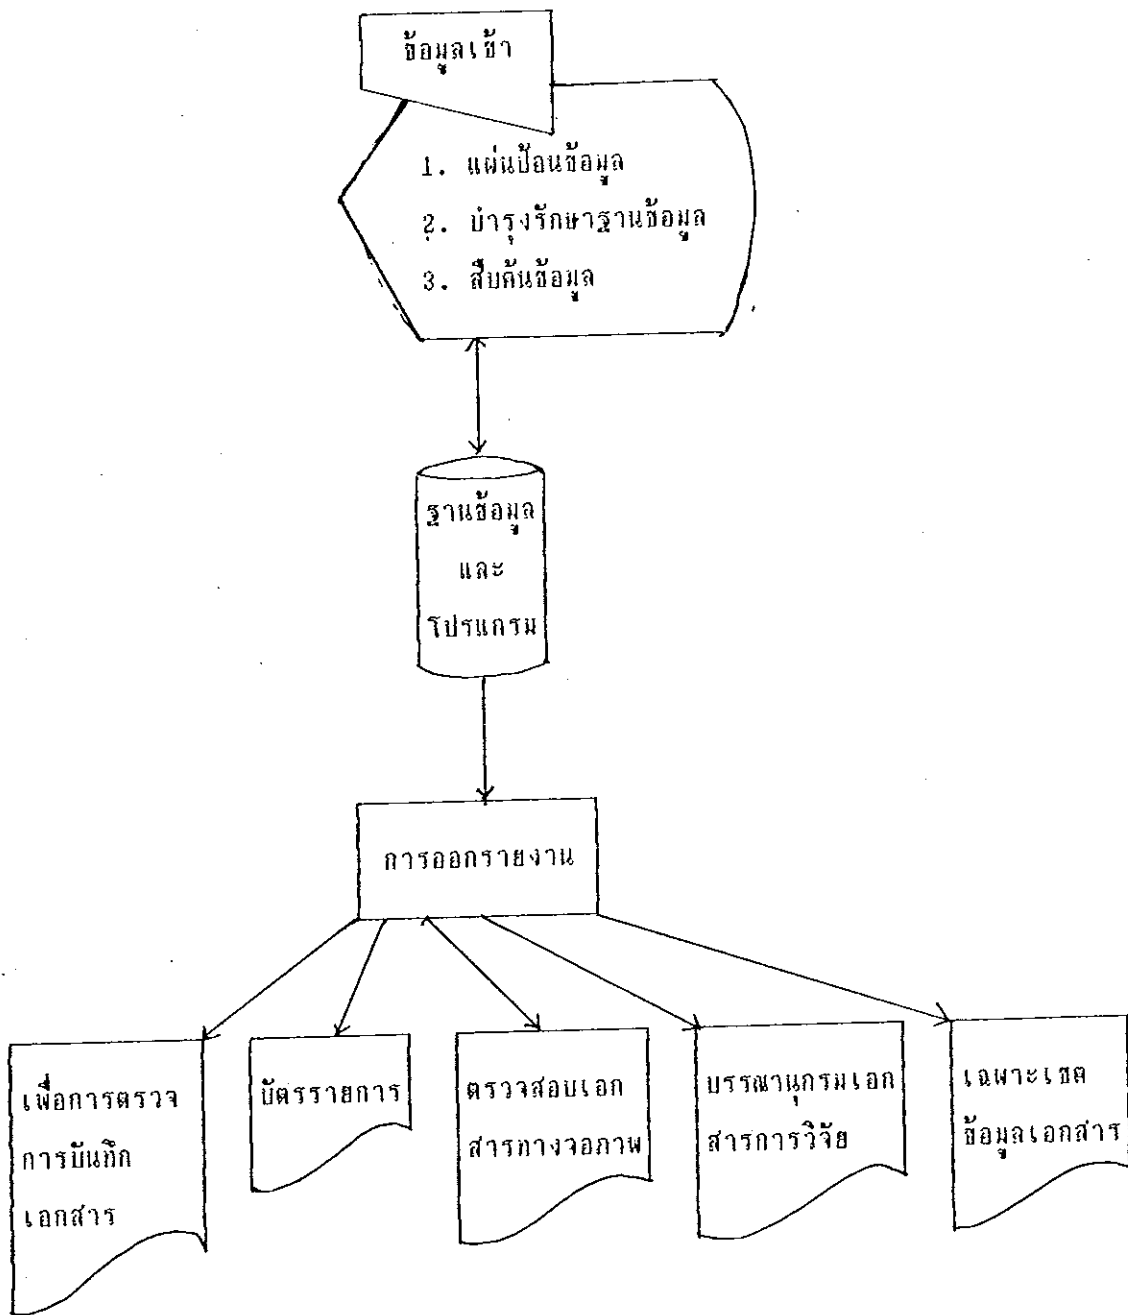 ข้อมูลเข้า
1. แผ่นป้อนข้อมูล
2. บำรุงรักษาฐานข้อมูล
3. สืบค้นข้อมูล
ฐานข้อมูล
และ
โปรแกรม
การออกรายงาน
เพื่อการตรวจ
การบันทึก
เอกสาร
บัตรรายการ
ตรวจสอบเอก
สารทางจอภาพ
บรรณานุกรมเอก
สารการวิจัย
เฉพาะเขต
ข้อมูลเอกสาร